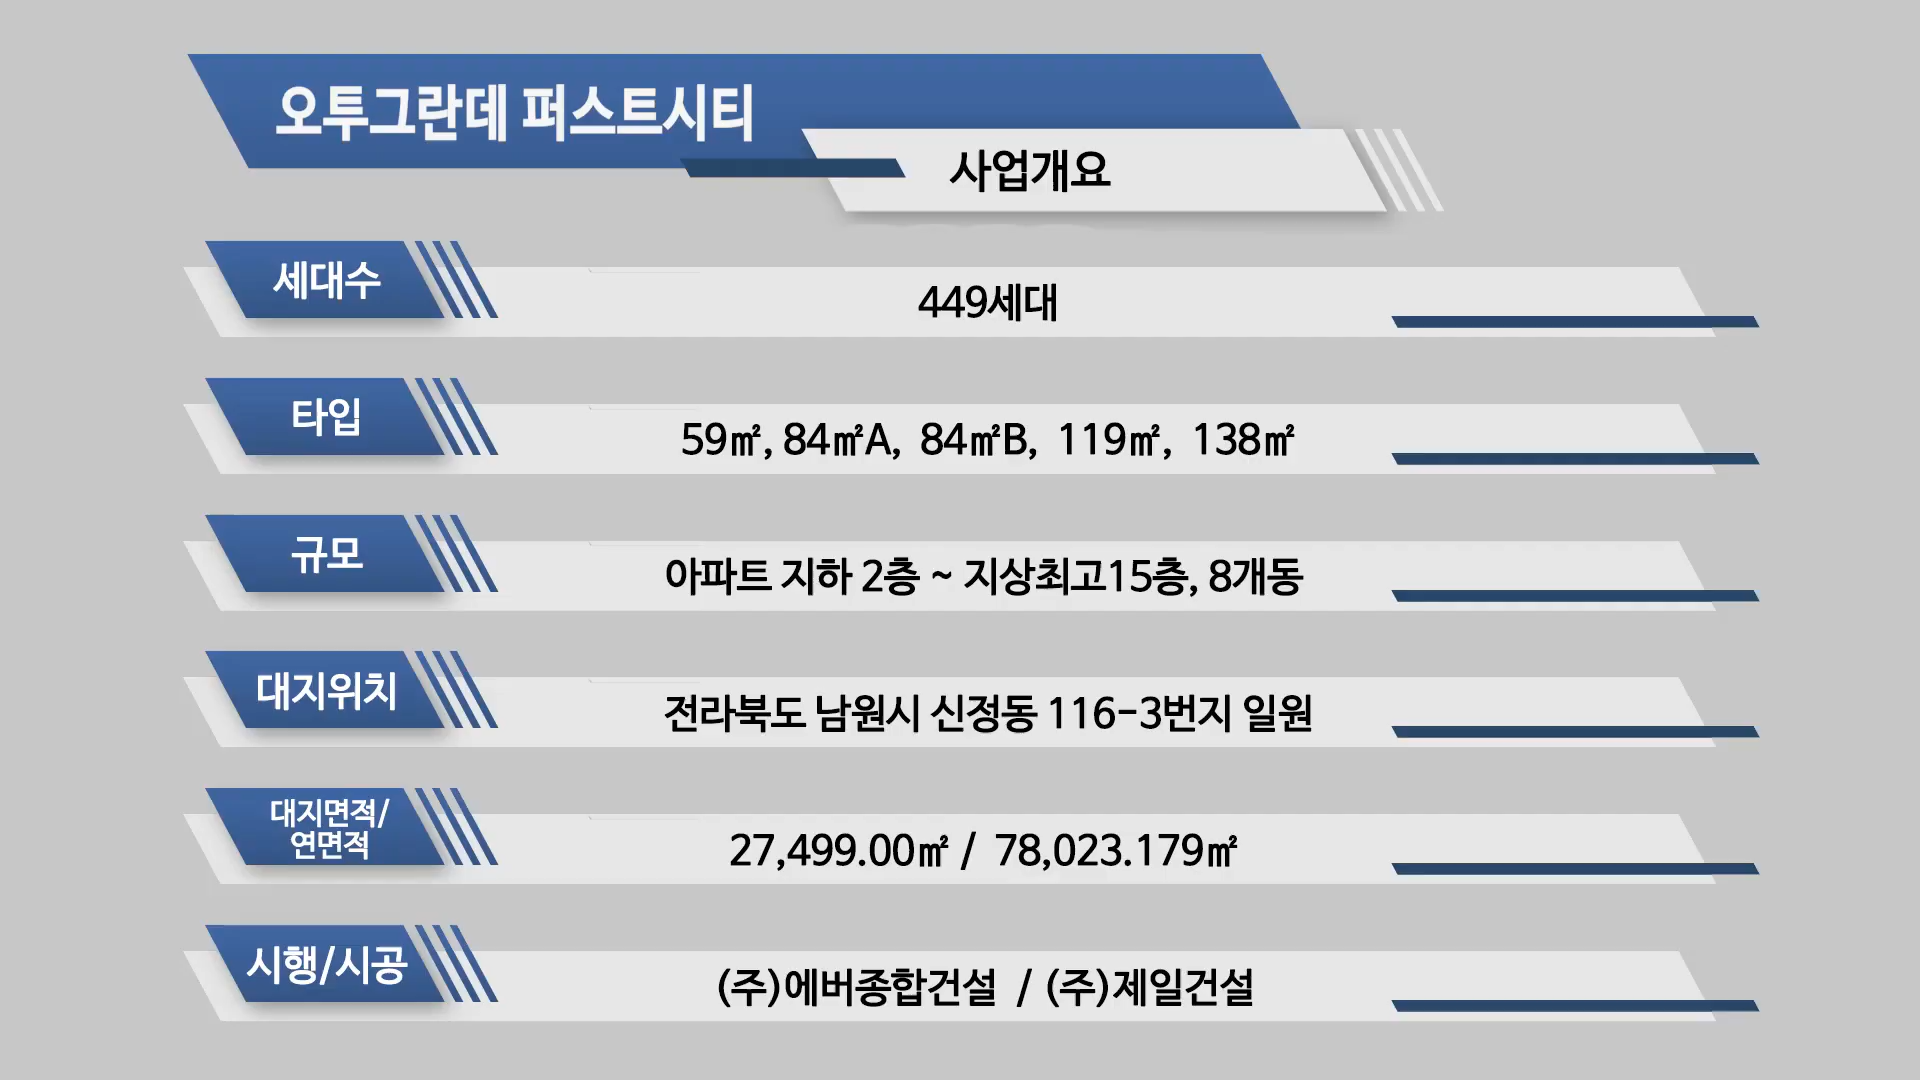 오투그란데 퍼스트시티
사업개요
세대수
449세대
타입
59㎡, 84㎡A, 84㎡B, 119㎡, 138㎡
규모
아파트 지하 2층 ~ 지상최고15층, 8개동
대지위치
전라북도 남원시 신정동 116-3번지 일원
대지면적/
연면적
27,499.00㎡ / 78,023.179㎡
시행/시공
(주)에버종합건설 / (주)제일건설